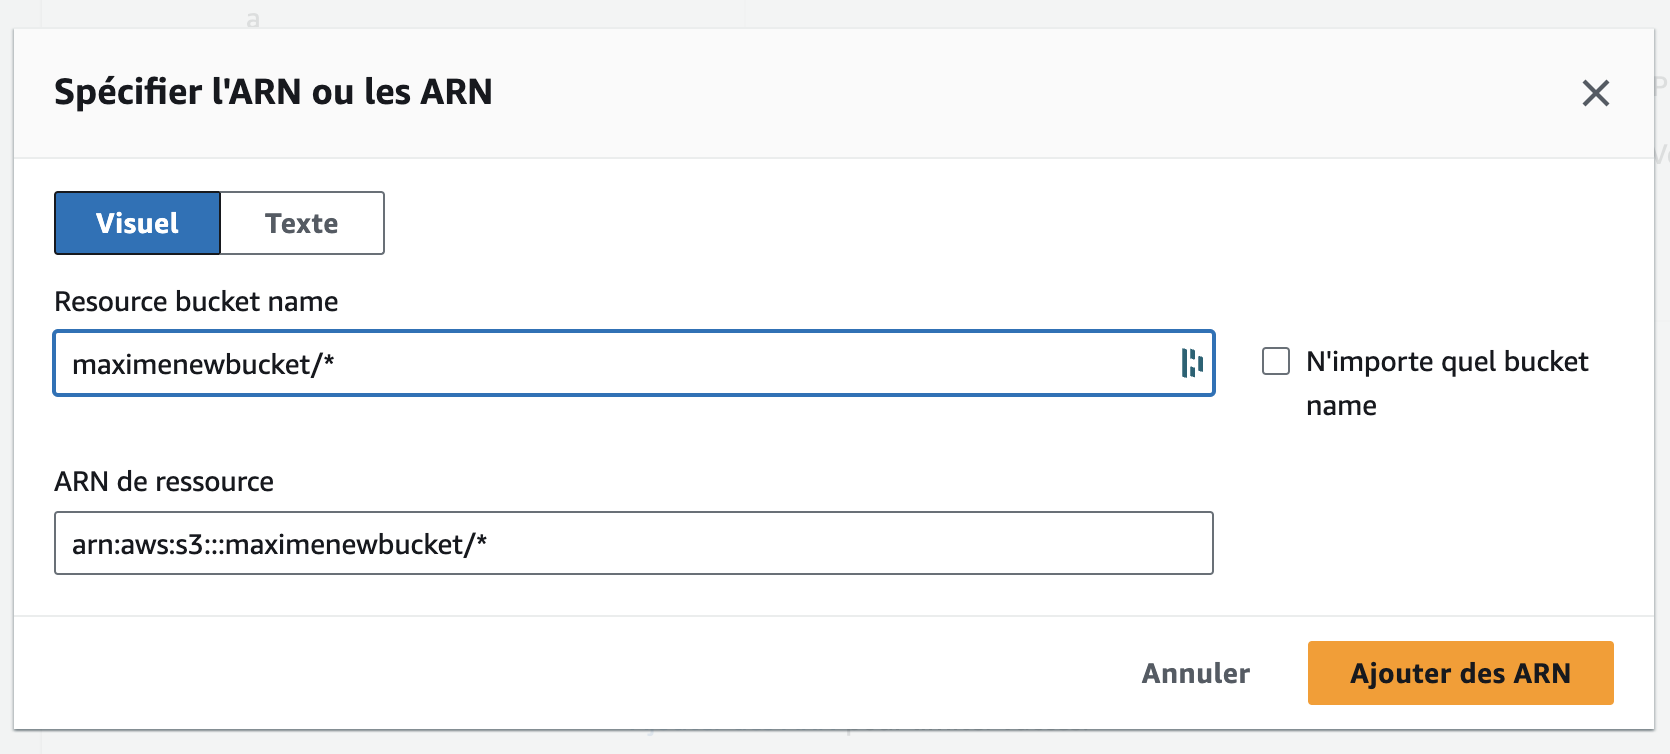 a
Spécifier l'ARN ou les ARN
Visuel
Texte
Resource bucket name
maximenewbucket/*
N'importe quel bucket
name
ARN de ressource
arn:aws:s3:::maximenewbucket/*
Annuler
Ajouter des ARN